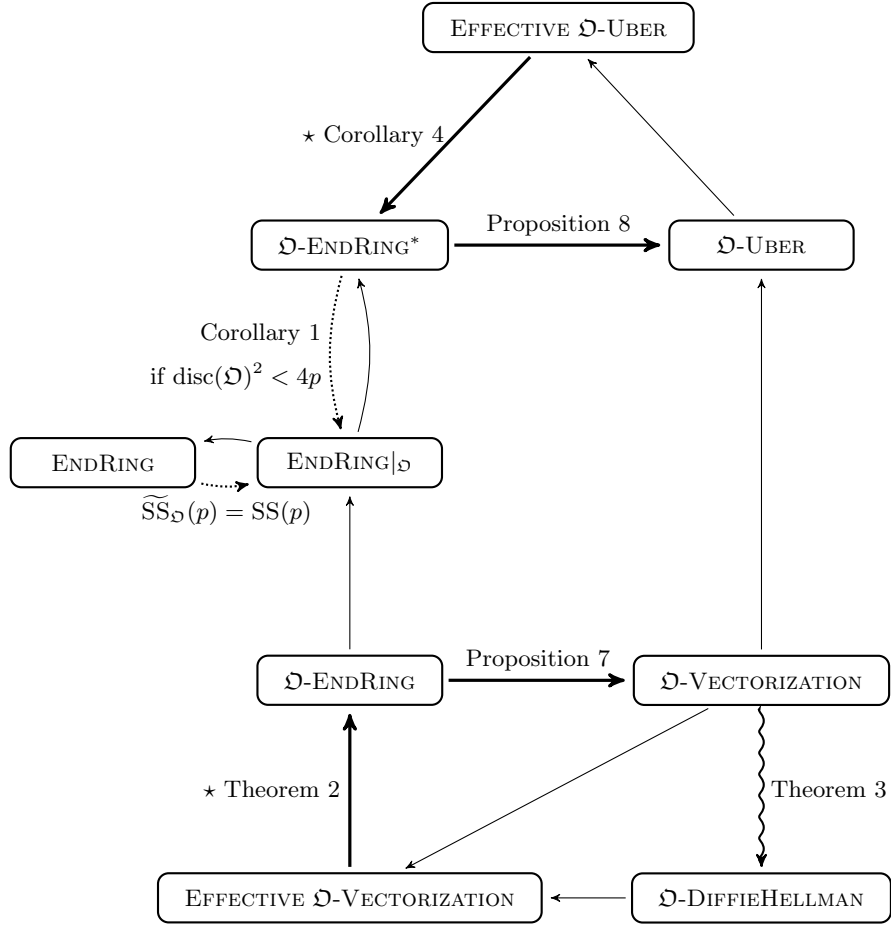 EFFECTIVE 𝔒-UBER
⋆ Corollary 4
𝔒-ENDRING*
Proposition 8
𝔒-UBER
Corollary 1
if disc(𝔒)² < 4p
ENDRING
ENDRING|𝔒
S̃S̃𝔒(p) = SS(p)
𝔒-ENDRING
Proposition 7
𝔒-VECTORIZATION
⋆ Theorem 2
Theorem 3
EFFECTIVE 𝔒-VECTORIZATION
𝔒-DIFFIEHELLMAN